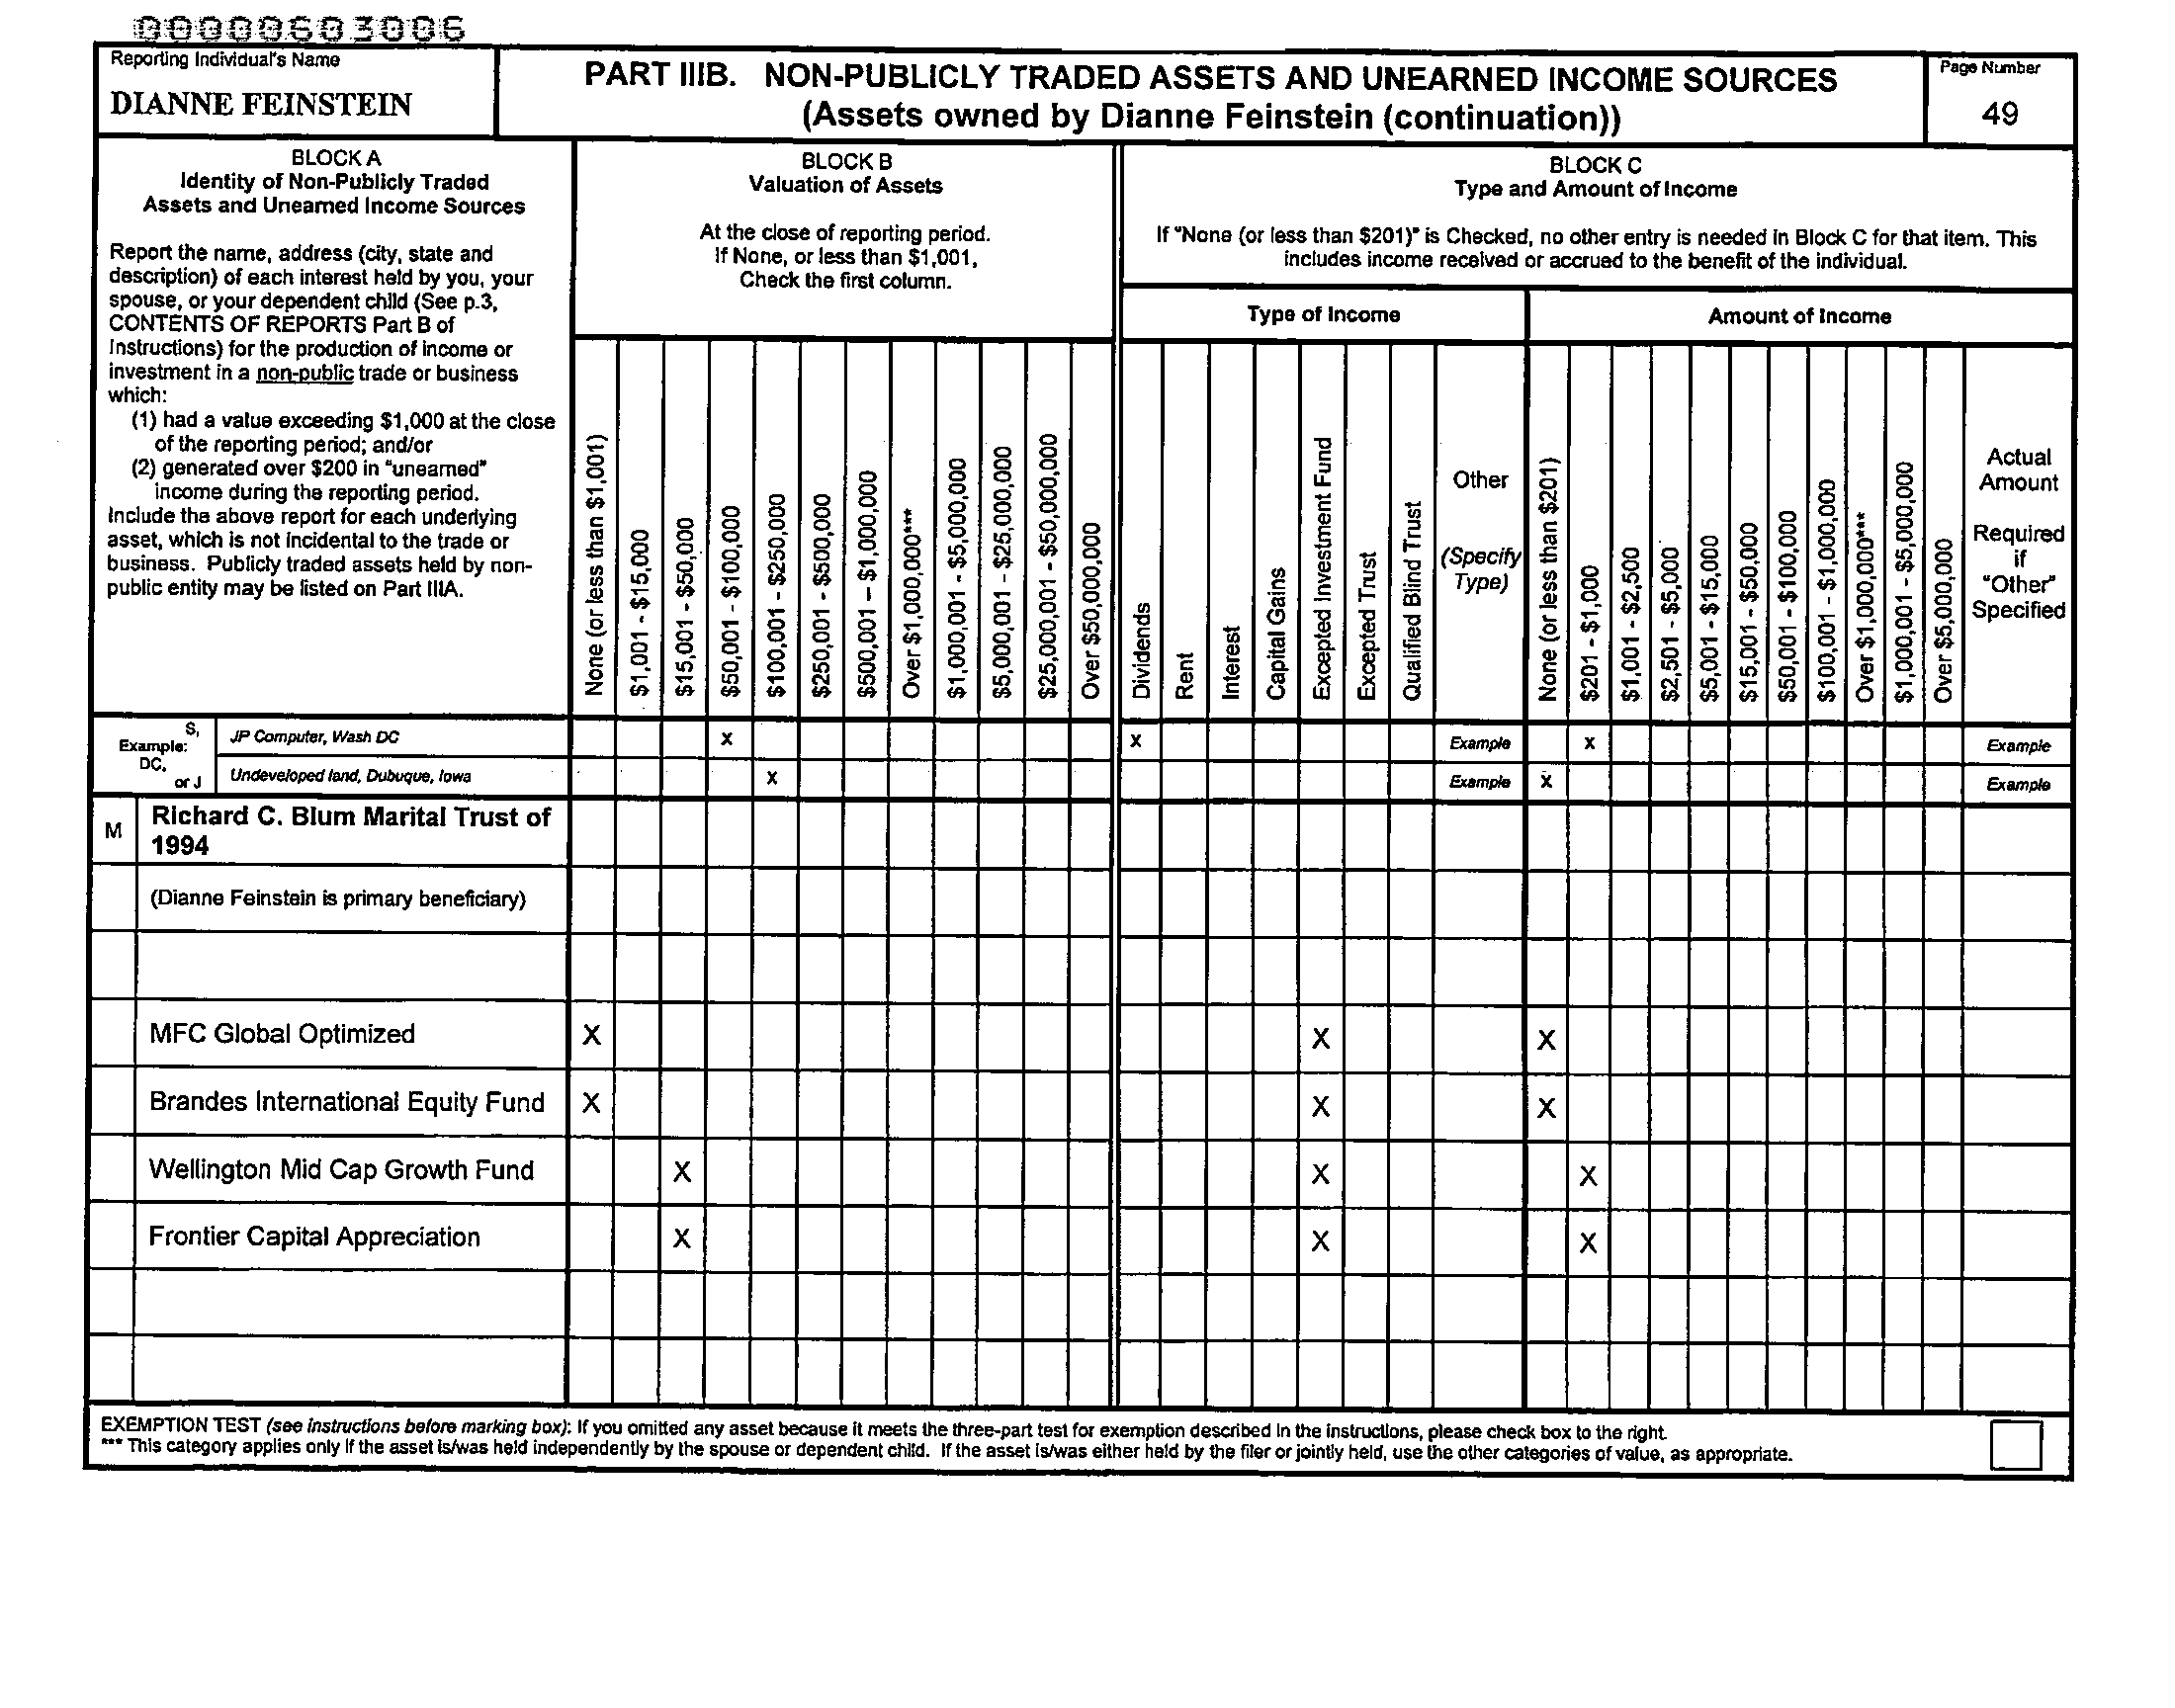 00000603006
Reporting Individual's Name
DIANNE FEINSTEIN
PART IIIB. NON-PUBLICLY TRADED ASSETS AND UNEARNED INCOME SOURCES
(Assets owned by Dianne Feinstein (continuation))
Page Number
49
BLOCK A
Identity of Non-Publicly Traded
Assets and Unearned Income Sources
Report the name, address (city, state and
description) of each interest held by you, your
spouse, or your dependent child (See p.3,
CONTENTS OF REPORTS Part B of
Instructions) for the production of income or
investment in a non-public trade or business
which:
(1) had a value exceeding $1,000 at the close
of the reporting period; and/or
(2) generated over $200 in "unearned"
income during the reporting period.
Include the above report for each underlying
asset, which is not incidental to the trade or
business. Publicly traded assets held by non-
public entity may be listed on Part IIIA.
BLOCK B
Valuation of Assets
At the close of reporting period.
If None, or less than $1,001,
Check the first column.
BLOCK C
Type and Amount of Income
If "None (or less than $201)" is Checked, no other entry is needed in Block C for that item. This
includes income received or accrued to the benefit of the individual.
Type of Income
Amount of Income
None (or less than $1,001)
$1,001 - $15,000
$15,001 - $50,000
$50,001 - $100,000
$100,001 - $250,000
$250,001 - $500,000
$500,001 – $1,000,000
Over $1,000,000***
$1,000,001 - $5,000,000
$5,000,001 - $25,000,000
$25,000,001 - $50,000,000
Over $50,000,000
Dividends
Rent
Interest
Capital Gains
Excepted Investment Fund
Excepted Trust
Qualified Blind Trust
Other
(Specify
Type)
None (or less than $201)
$201 - $1,000
$1,001 - $2,500
$2,501 - $5,000
$5,001 - $15,000
$15,001 - $50,000
$50,001 - $100,000
$100,001 - $1,000,000
Over $1,000,000***
$1,000,001 - $5,000,000
Over $5,000,000
Actual
Amount
Required
if
"Other"
Specified
S,
Example:
DC,
or J
JP Computer, Wash DC X X Example X Example
Undeveloped land, Dubuque, Iowa X Example X Example
M
Richard C. Blum Marital Trust of
1994
(Dianne Feinstein is primary beneficiary)
MFC Global Optimized X X X
Brandes International Equity Fund X X X
Wellington Mid Cap Growth Fund X X X
Frontier Capital Appreciation X X X
EXEMPTION TEST (see instructions before marking box): If you omitted any asset because it meets the three-part test for exemption described in the instructions, please check box to the right.
*** This category applies only if the asset is/was held independently by the spouse or dependent child. If the asset is/was either held by the filer or jointly held, use the other categories of value, as appropriate.